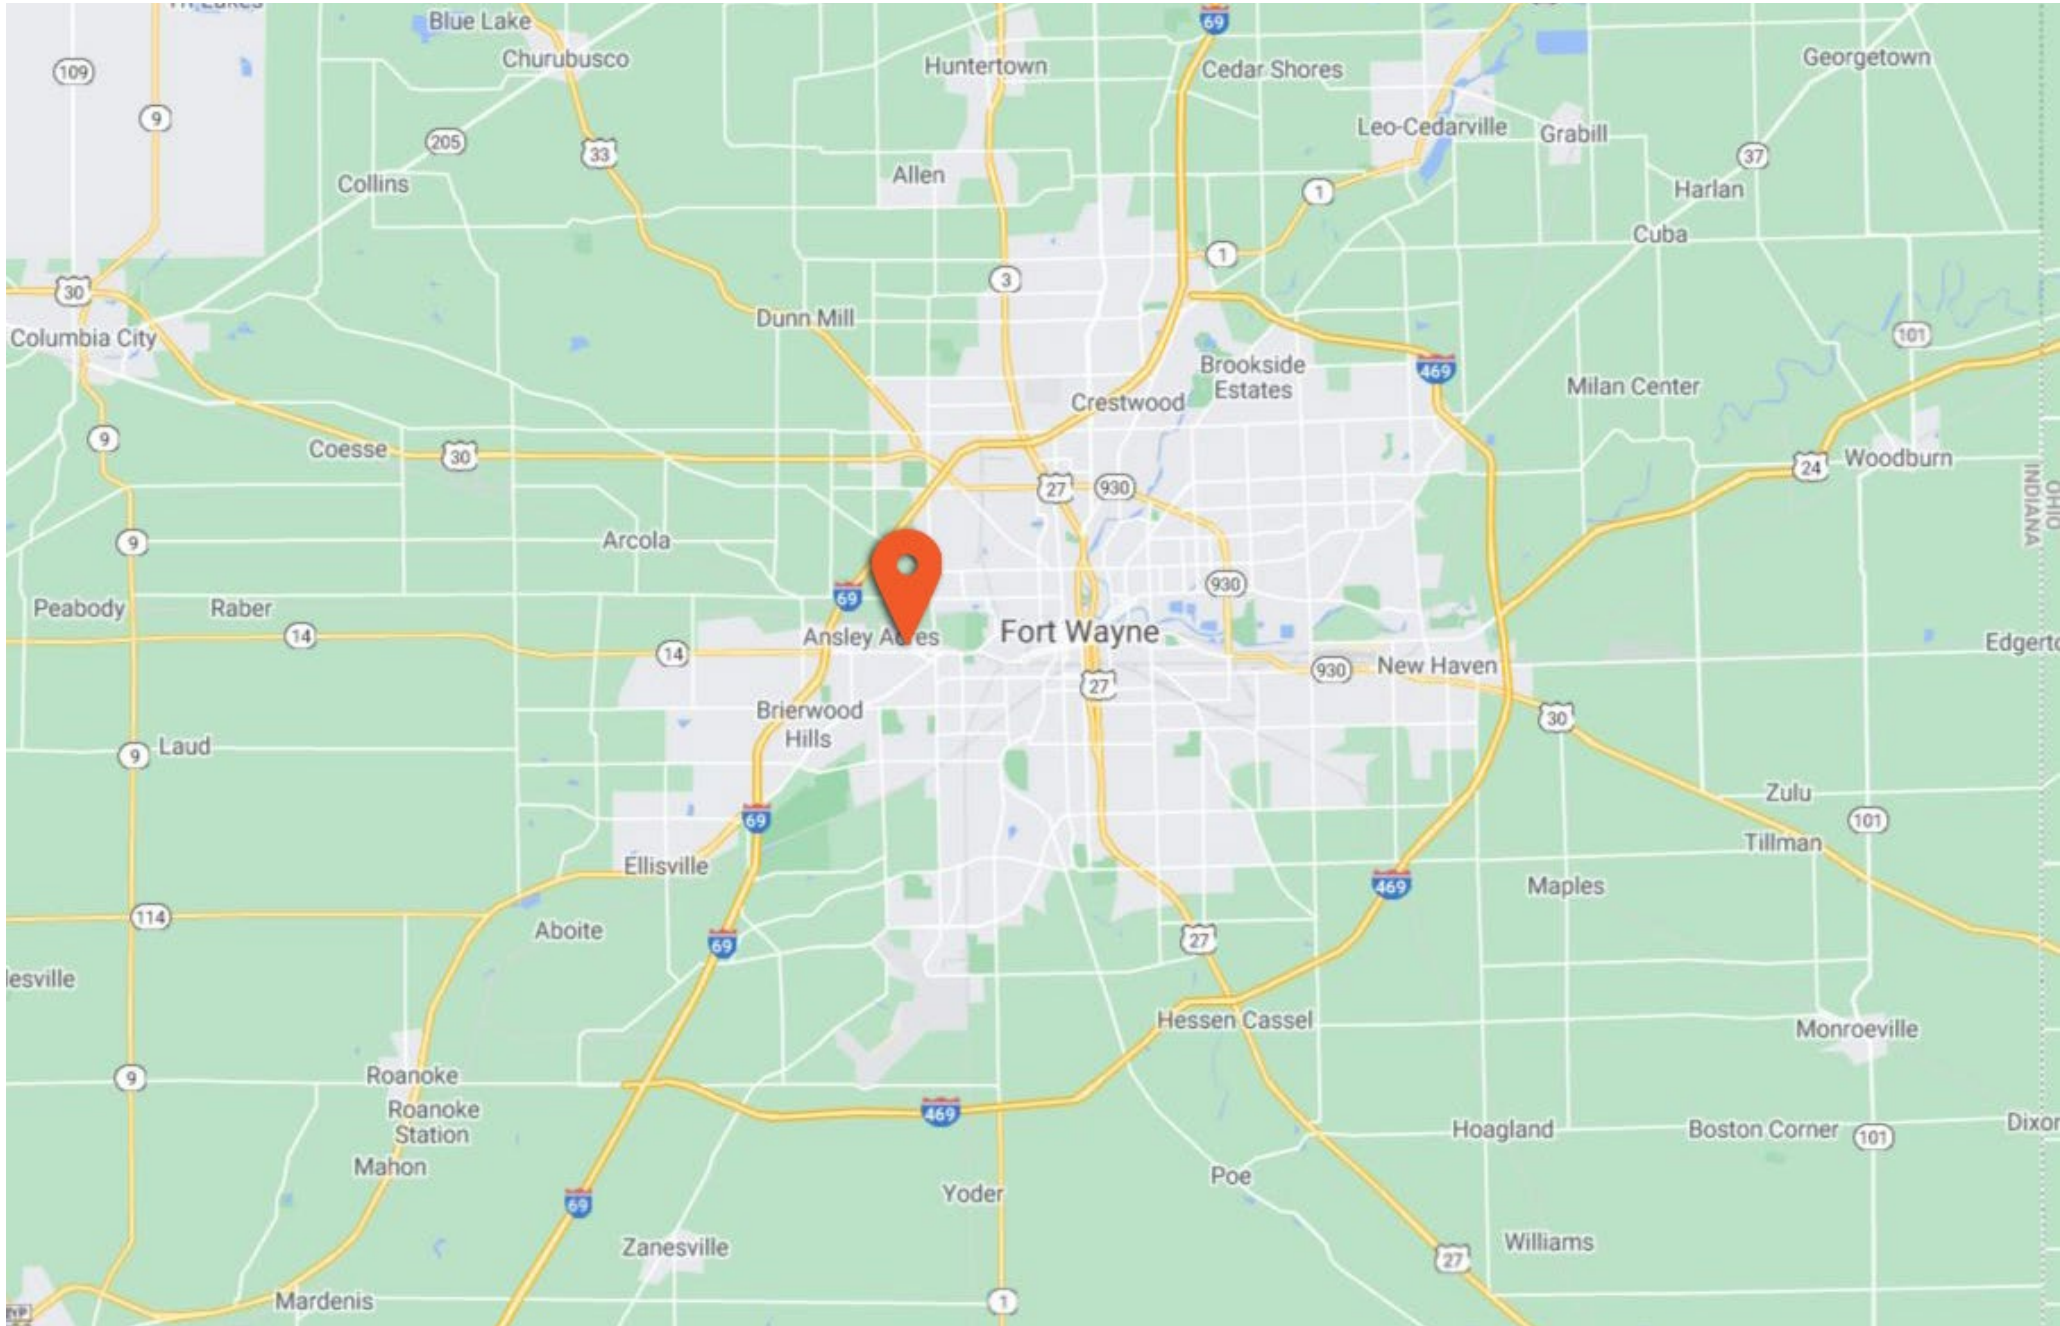 Blue Lake
Churubusco
Huntertown
69
Cedar Shores
Georgetown
109
9
205
33
Leo-Cedarville
Grabill
37
Collins
Allen
1
Harlan
Cuba
1
3
30
Dunn Mill
Columbia City
101
Brookside
Estates
469
Milan Center
Crestwood
9
Coesse
30
27
930
24
Woodburn
OHIO
INDIANA
9
Arcola
69
930
Peabody
Raber
14
Ansley Acres
Fort Wayne
14
Edgerto
930
New Haven
27
Brierwood
Hills
30
9
Laud
69
Zulu
101
Tillman
Ellisville
469
Maples
114
Aboite
69
27
lesville
Hessen Cassel
Monroeville
9
Roanoke
Roanoke
Station
469
Hoagland
Boston Corner
101
Dixon
Mahon
Poe
69
Yoder
Zanesville
Williams
27
Mardenis
1